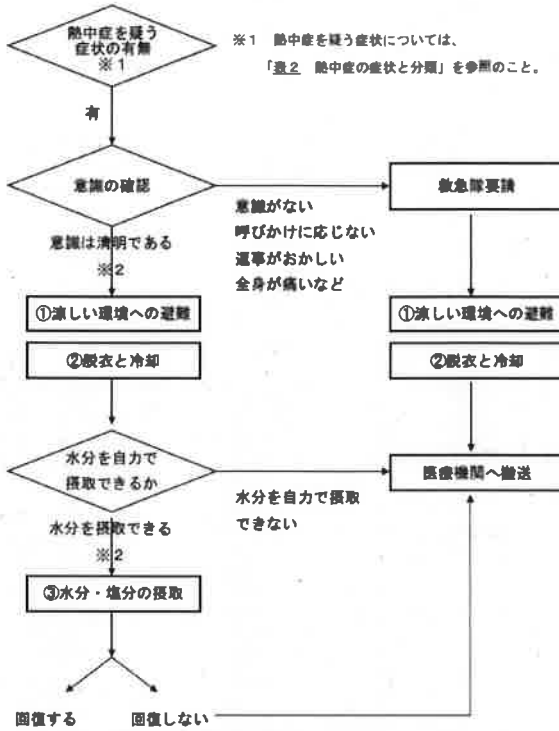 熱中症を疑う
症状の有無
※1
※1 熱中症を疑う症状については、
「表2 熱中症の症状と分類」を参照のこと。
有
意識の確認
救急隊要請
意識がない
呼びかけに応じない
返事がおかしい
全身が痛いなど
意識は清明である
※2
①涼しい環境への避難
①涼しい環境への避難
②脱衣と冷却
②脱衣と冷却
水分を自力で
摂取できるか
医療機関へ搬送
水分を自力で摂取
できない
水分を摂取できる
※2
③水分・塩分の摂取
回復する
回復しない